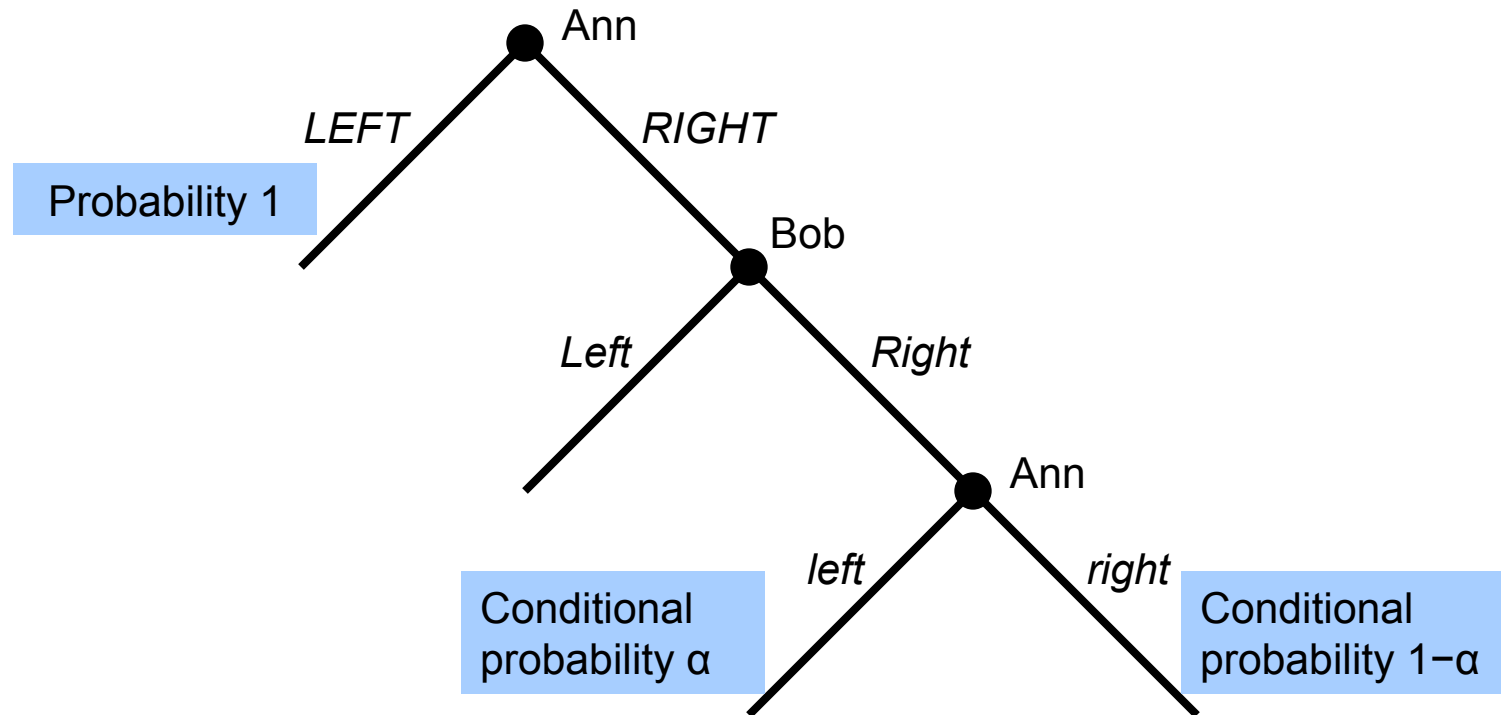 Ann
LEFT
RIGHT
Probability 1
Bob
Left
Right
Ann
left
right
Conditional
probability α
Conditional
probability 1−α